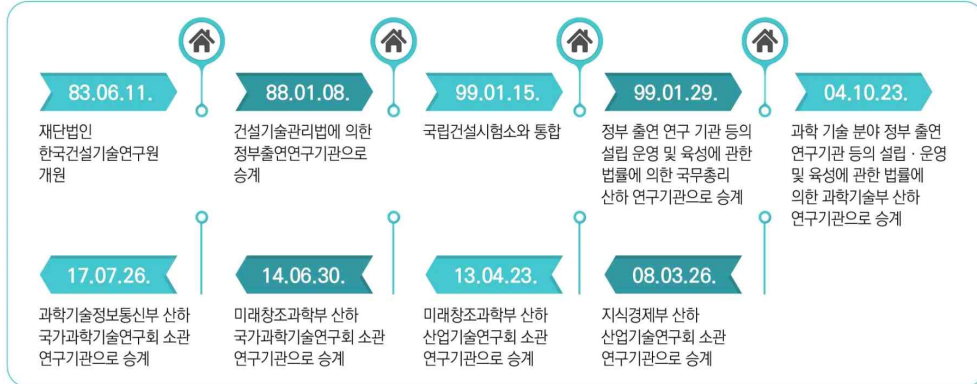 83.06.11.
재단법인
한국건설기술연구원
개원
88.01.08.
건설기술관리법에 의한
정부출연연구기관으로
승계
99.01.15.
국립건설시험소와 통합
99.01.29.
정부 출연 연구 기관 등의
설립 운영 및 육성에 관한
법률에 의한 국무총리
산하 연구기관으로 승계
04.10.23.
과학 기술 분야 정부 출연
연구기관 등의 설립 · 운영
및 육성에 관한 법률에
의한 과학기술부 산하
연구기관으로 승계
17.07.26.
과학기술정보통신부 산하
국가과학기술연구회 소관
연구기관으로 승계
14.06.30.
미래창조과학부 산하
국가과학기술연구회 소관
연구기관으로 승계
13.04.23.
미래창조과학부 산하
산업기술연구회 소관
연구기관으로 승계
08.03.26.
지식경제부 산하
산업기술연구회 소관
연구기관으로 승계